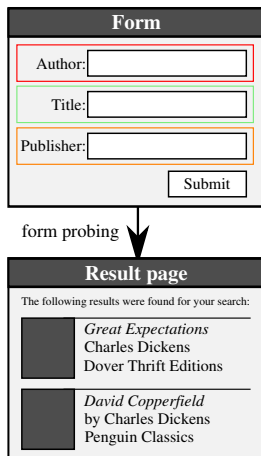 Form
Author:
Title:
Publisher:
Submit
form probing
Result page
The following results were found for your search:
Great Expectations
Charles Dickens
Dover Thrift Editions
David Copperfield
by Charles Dickens
Penguin Classics